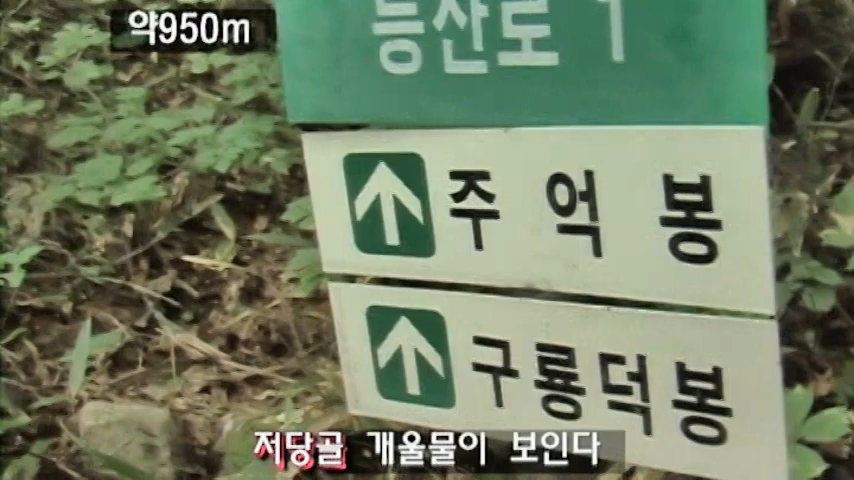 약950m
등산로 1
주억봉
구룡덕봉
저당골 개울물이 보인다